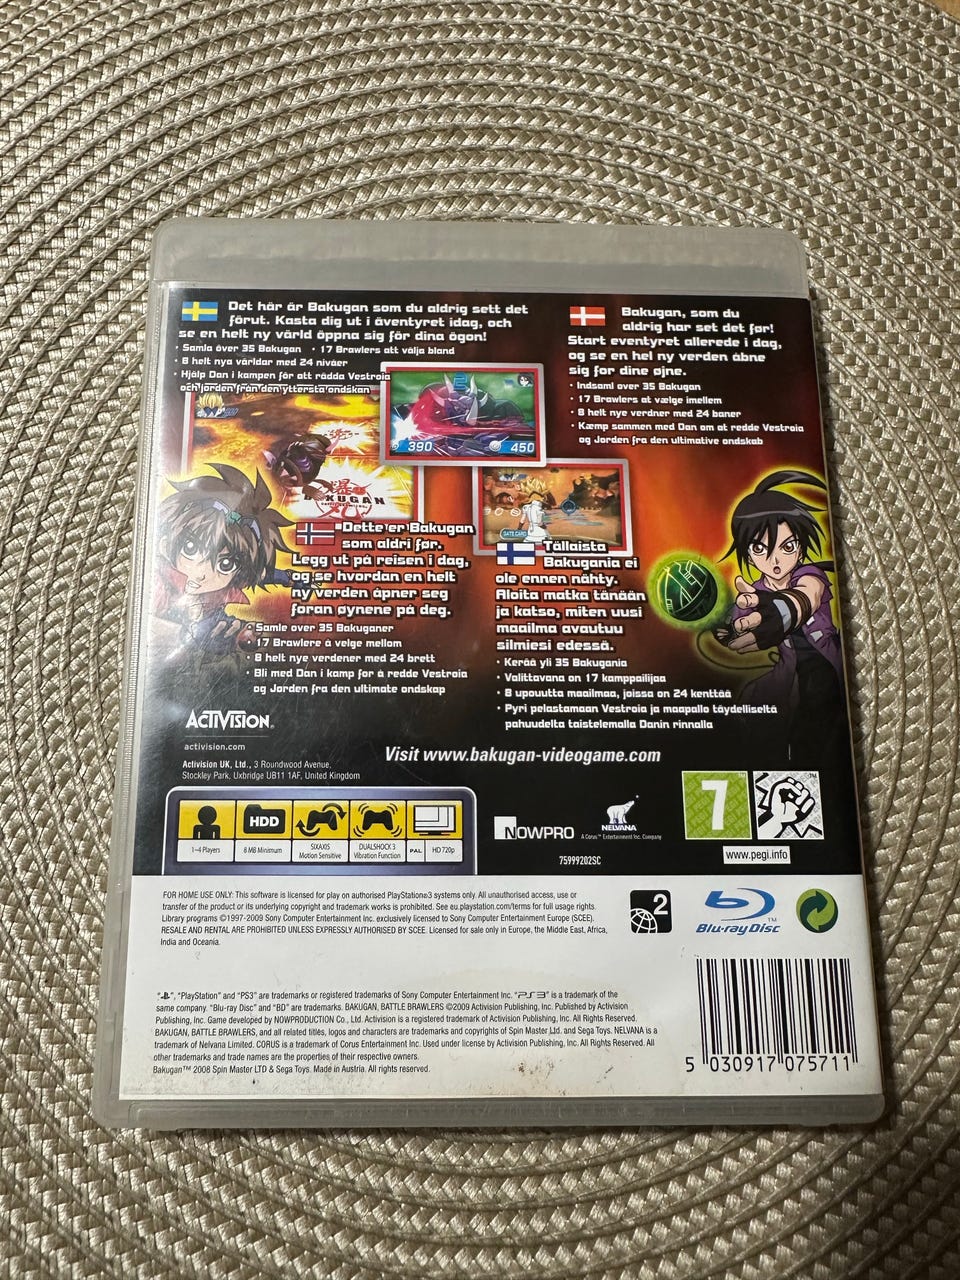 Det här är Bakugan som du aldrig sett det
förut. Kasta dig ut i äventyret idag, och
se en helt ny värld öppna sig för dina ögon!
• Samla över 35 Bakugan • 17 Brawlers att välja bland
• 8 helt nya världar med 24 nivåer
• Hjälp Dan i kampen för att rädda Vestroia
och Jorden från den yttersta ondskan
Bakugan, som du
aldrig har set det før!
Start eventyret allerede i dag,
og se en hel ny verden åbne
sig for dine øjne.
• Indsaml over 35 Bakugan
• 17 Brawlers at vælge imellem
• 8 helt nye verdner med 24 baner
• Kæmp sammen med Dan om at redde Vestroia
og Jorden fra den ultimative ondskab
390
450
BAKUGAN
GATE CARD
"Dette er Bakugan
som aldri før.
Legg ut på reisen i dag,
og se hvordan en helt
ny verden åpner seg
foran øynene på deg.
• Samle over 35 Bakuganer
• 17 Brawlere å velge mellom
• 8 helt nye verdener med 24 brett
• Bli med Dan i kamp for å redde Vestroia
og Jorden fra den ultimate ondskap
Tällaista
Bakugania ei
ole ennen nähty.
Aloita matka tänään
ja katso, miten uusi
maailma avautuu
silmiesi edessä.
• Kerää yli 35 Bakugania
• Valittavana on 17 kamppailijaa
• 8 upouutta maailmaa, joissa on 24 kenttää
• Pyri pelastamaan Vestroia ja maapallo täydelliseltä
pahuudelta taistelemalla Danin rinnalla
ACTIVISION
activision.com
Activision UK, Ltd., 3 Roundwood Avenue,
Stockley Park, Uxbridge UB11 1AF, United Kingdom
Visit www.bakugan-videogame.com
HDD
1-4 Players
8 MB Minimum
SIXAXIS
Motion Sensitive
DUALSHOCK 3
Vibration Function
PAL
HD 720p
NOWPRO
NELVANA
A Corus™ Entertainment Inc. Company
75999202SC
7
www.pegi.info
FOR HOME USE ONLY: This software is licensed for play on authorised PlayStation®3 systems only. All unauthorised access, use or
transfer of the product or its underlying copyright and trademark works is prohibited. See eu.playstation.com/terms for full usage rights.
Library programs ©1997-2009 Sony Computer Entertainment Inc. exclusively licensed to Sony Computer Entertainment Europe (SCEE).
RESALE AND RENTAL ARE PROHIBITED UNLESS EXPRESSLY AUTHORISED BY SCEE. Licensed for sale only in Europe, the Middle East, Africa,
India and Oceania.
2
Blu-ray Disc™
" ", "PlayStation" and "PS3" are trademarks or registered trademarks of Sony Computer Entertainment Inc. "PS3" is a trademark of the
same company. "Blu-ray Disc" and "BD" are trademarks. BAKUGAN, BATTLE BRAWLERS ©2009 Activision Publishing, Inc. Published by Activision
Publishing, Inc. Game developed by NOWPRODUCTION Co., Ltd. Activision is a registered trademark of Activision Publishing, Inc. All Rights Reserved.
BAKUGAN, BATTLE BRAWLERS, and all related titles, logos and characters are trademarks and copyrights of Spin Master Ltd. and Sega Toys. NELVANA is a
trademark of Nelvana Limited. CORUS is a trademark of Corus Entertainment Inc. Used under license by Activision Publishing, Inc. All Rights Reserved. All
other trademarks and trade names are the properties of their respective owners.
Bakugan™ 2008 Spin Master LTD & Sega Toys. Made in Austria. All rights reserved.
5 030917 075711